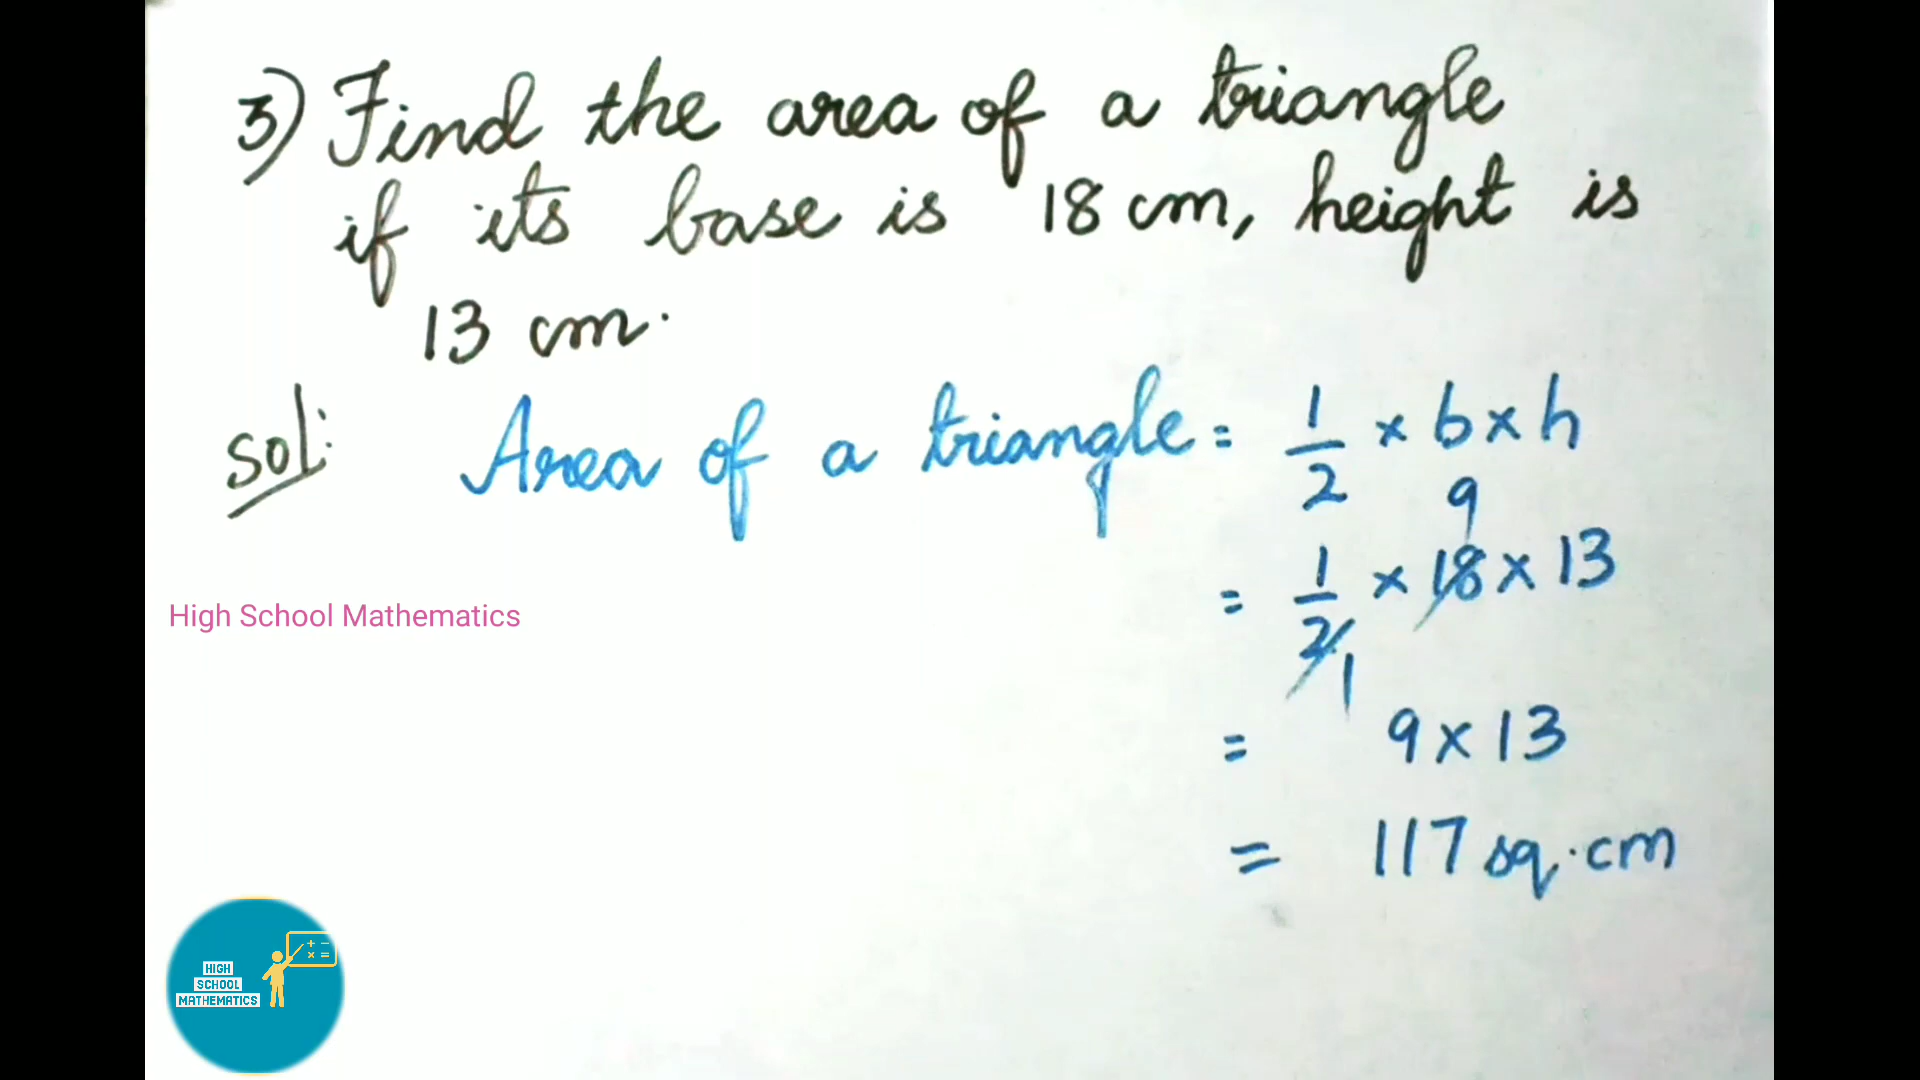 3) Find the area of a triangle
if its base is 18 cm, height is
13 cm.
Sol: Area of a triangle = 1/2 × b × h
9
= 1/2 × 18 × 13
1
= 9 × 13
= 117 sq.cm
High School Mathematics
HIGH
SCHOOL
MATHEMATICS
+ −
× =